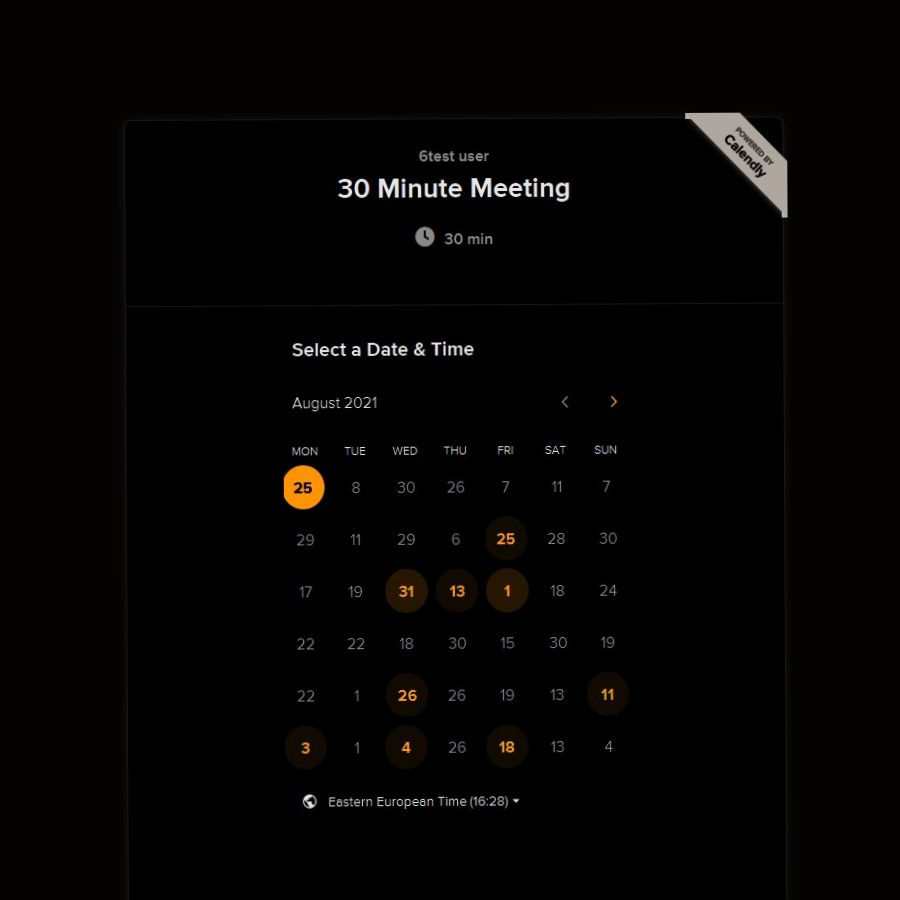 POWERED BY
Calendly
6test user
30 Minute Meeting
30 min
Select a Date & Time
August 2021
MON TUE WED THU FRI SAT SUN
25 8 30 26 7 11 7
29 11 29 6 25 28 30
17 19 31 13 1 18 24
22 22 18 30 15 30 19
22 1 26 26 19 13 11
3 1 4 26 18 13 4
Eastern European Time (16:28)